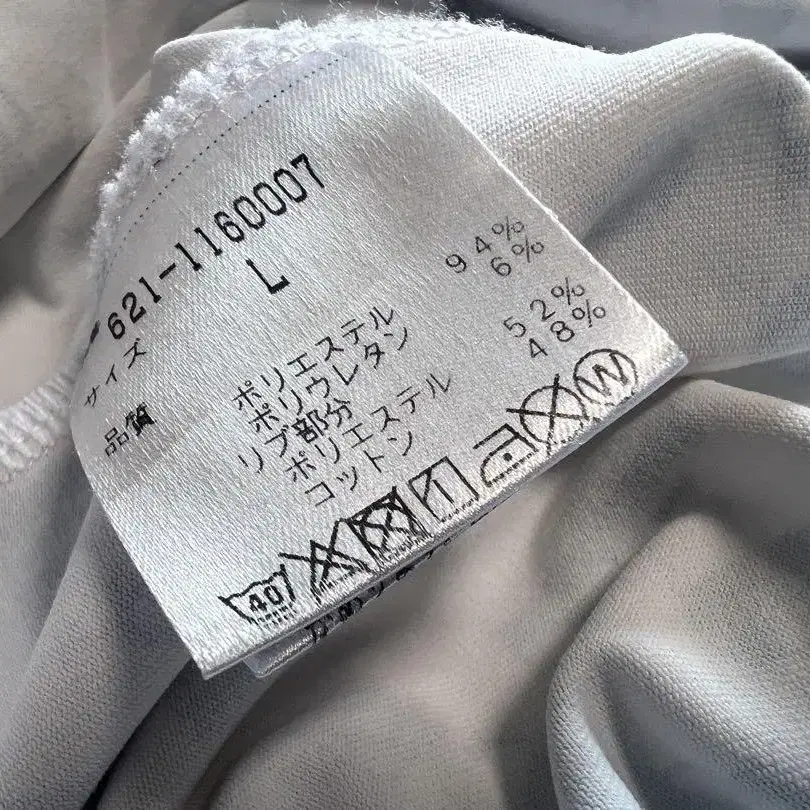 621-1160007
サイズ L
品質
ポリエステル 94%
ポリウレタン 6%
リブ部分
ポリエステル 52%
コットン 48%
40
W